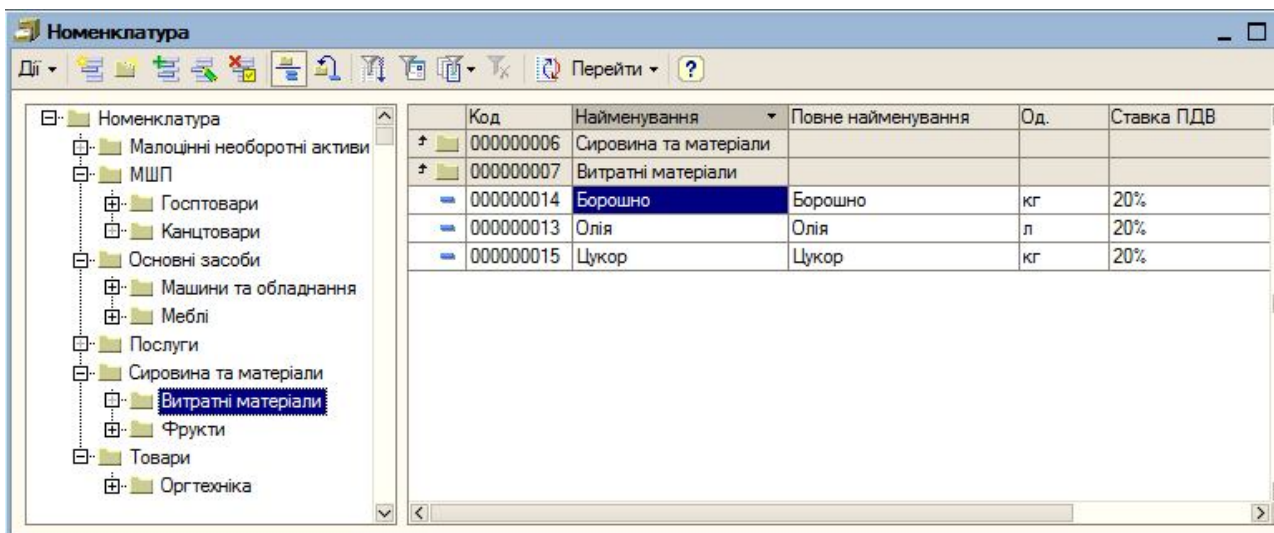 Номенклатура
Дії Перейти ?
Номенклатура
Малоцінні необоротні активи
МШП
Госптовари
Канцтовари
Основні засоби
Машини та обладнання
Меблі
Послуги
Сировина та матеріали
Витратні матеріали
Фрукти
Товари
Оргтехніка
Код Найменування Повне найменування Од. Ставка ПДВ
000000006 Сировина та матеріали
000000007 Витратні матеріали
000000014 Борошно Борошно кг 20%
000000013 Олія Олія л 20%
000000015 Цукор Цукор кг 20%